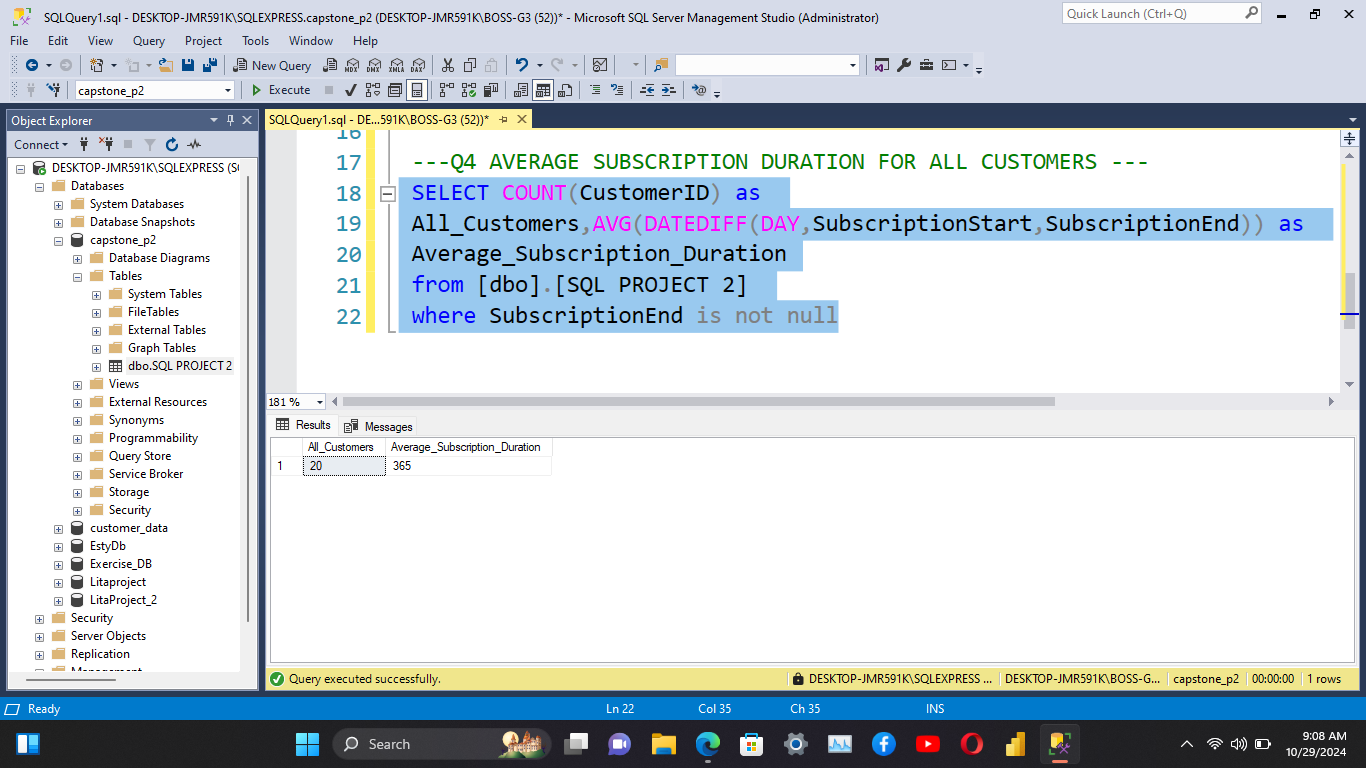 SQLQuery1.sql - DESKTOP-JMR591K\SQLEXPRESS.capstone_p2 (DESKTOP-JMR591K\BOSS-G3 (52))* - Microsoft SQL Server Management Studio (Administrator)
Quick Launch (Ctrl+Q)
File Edit View Query Project Tools Window Help
New Query MDX DMX XMLA DAX
capstone_p2 Execute
Object Explorer
SQLQuery1.sql - DE...591K\BOSS-G3 (52))*
Connect
DESKTOP-JMR591K\SQLEXPRESS (S
Databases
System Databases
Database Snapshots
capstone_p2
Database Diagrams
Tables
System Tables
FileTables
External Tables
Graph Tables
dbo.SQL PROJECT 2
Views
External Resources
Synonyms
Programmability
Query Store
Service Broker
Storage
Security
customer_data
EstyDb
Exercise_DB
Litaproject
LitaProject_2
Security
Server Objects
Replication
Management
16
17 ---Q4 AVERAGE SUBSCRIPTION DURATION FOR ALL CUSTOMERS ---
18 SELECT COUNT(CustomerID) as
19 All_Customers,AVG(DATEDIFF(DAY,SubscriptionStart,SubscriptionEnd)) as
20 Average_Subscription_Duration
21 from [dbo].[SQL PROJECT 2]
22 where SubscriptionEnd is not null
181 %
Results Messages
All_Customers Average_Subscription_Duration
1 20 365
Query executed successfully. DESKTOP-JMR591K\SQLEXPRESS ... DESKTOP-JMR591K\BOSS-G... capstone_p2 00:00:00 1 rows
Ready Ln 22 Col 35 Ch 35 INS
Search
9:08 AM
10/29/2024